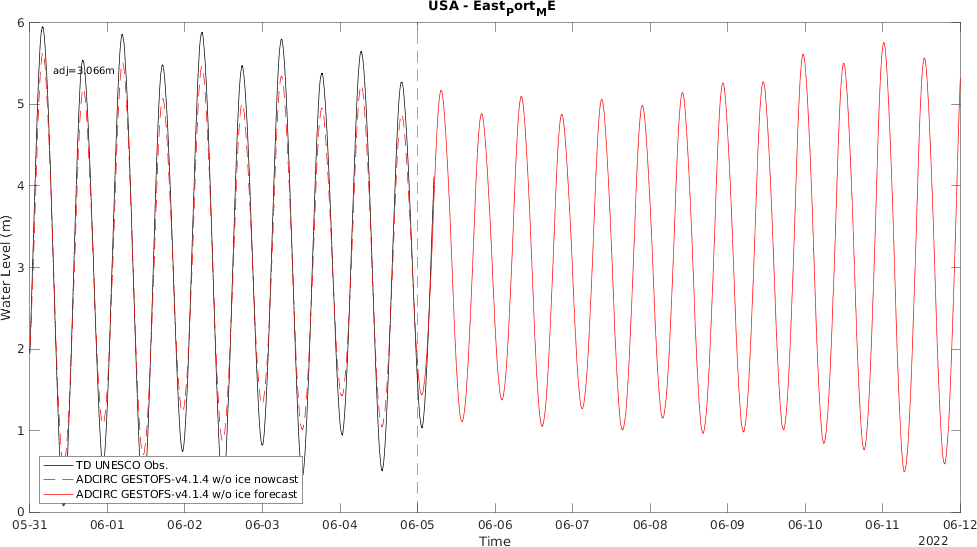 USA - EastPortME
6
adj=3.066m
5
4
3
2
1
0
Water Level (m)
TD UNESCO Obs.
ADCIRC GESTOFS-v4.1.4 w/o ice nowcast
ADCIRC GESTOFS-v4.1.4 w/o ice forecast
05-31 06-01 06-02 06-03 06-04 06-05 06-06 06-07 06-08 06-09 06-10 06-11 06-12
Time
2022